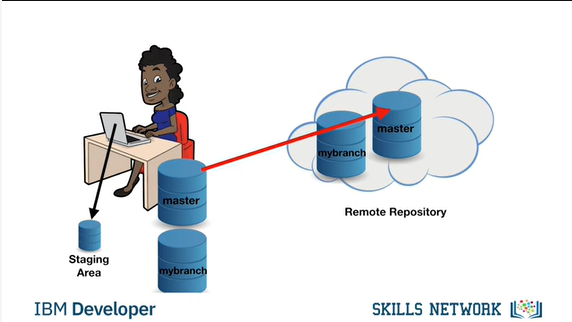 master
mybranch
master
mybranch
Remote Repository
Staging
Area
IBM Developer
SKILLS NETWORK